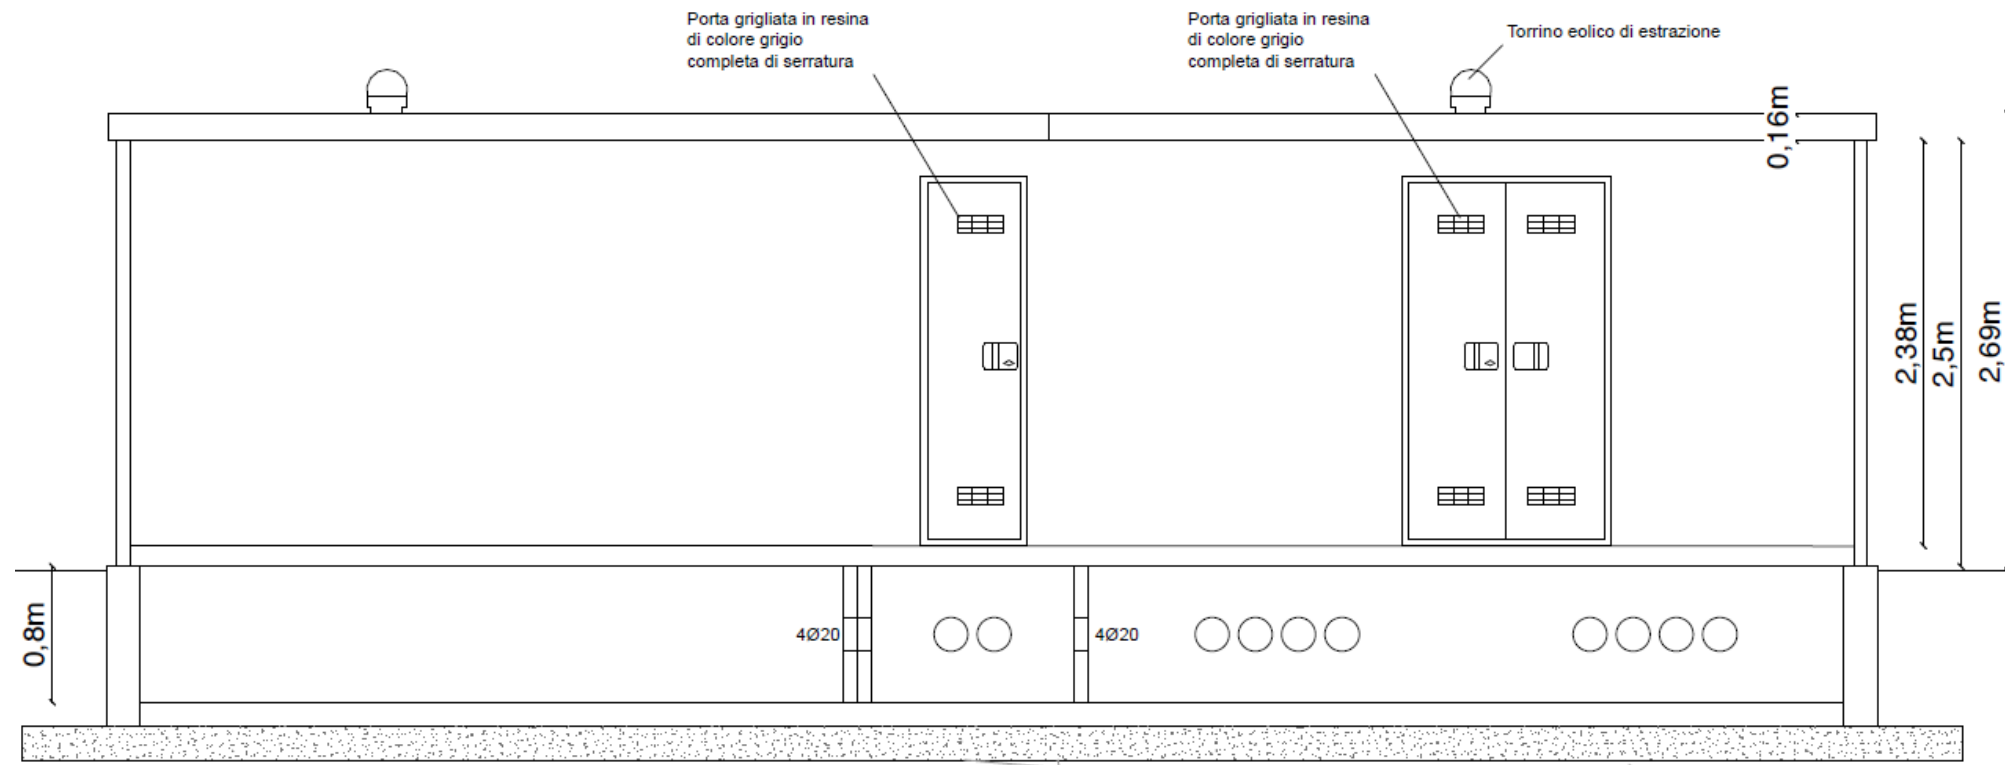 Porta grigliata in resina
di colore grigio
completa di serratura
Porta grigliata in resina
di colore grigio
completa di serratura
Torrino eolico di estrazione
0,16m
2,38m
2,5m
2,69m
0,8m
4Ø20
4Ø20